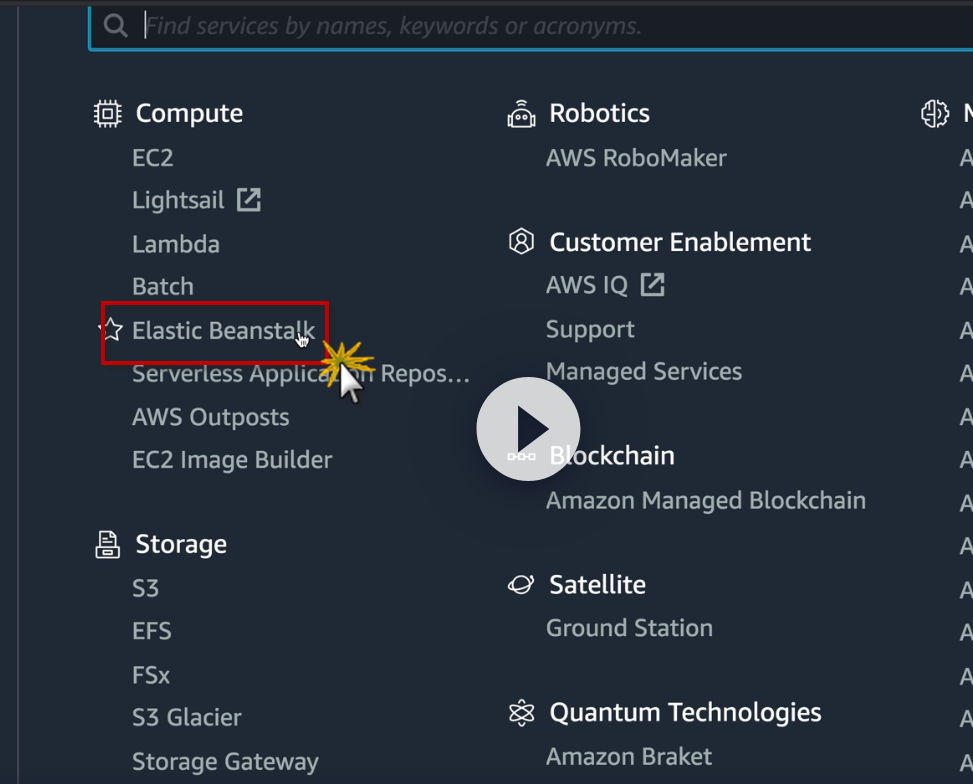 Find services by names, keywords or acronyms.
Compute
EC2
Lightsail
Lambda
Batch
Elastic Beanstalk
Serverless Application Repos...
AWS Outposts
EC2 Image Builder
Storage
S3
EFS
FSx
S3 Glacier
Storage Gateway
Robotics
AWS RoboMaker
Customer Enablement
AWS IQ
Support
Managed Services
Blockchain
Amazon Managed Blockchain
Satellite
Ground Station
Quantum Technologies
Amazon Braket